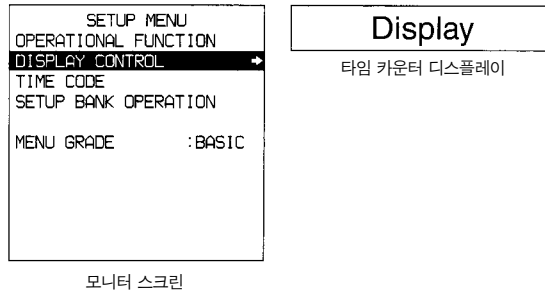 SETUP MENU
OPERATIONAL FUNCTION
DISPLAY CONTROL →
TIME CODE
SETUP BANK OPERATION
MENU GRADE :BASIC
모니터 스크린
Display
타임 카운터 디스플레이